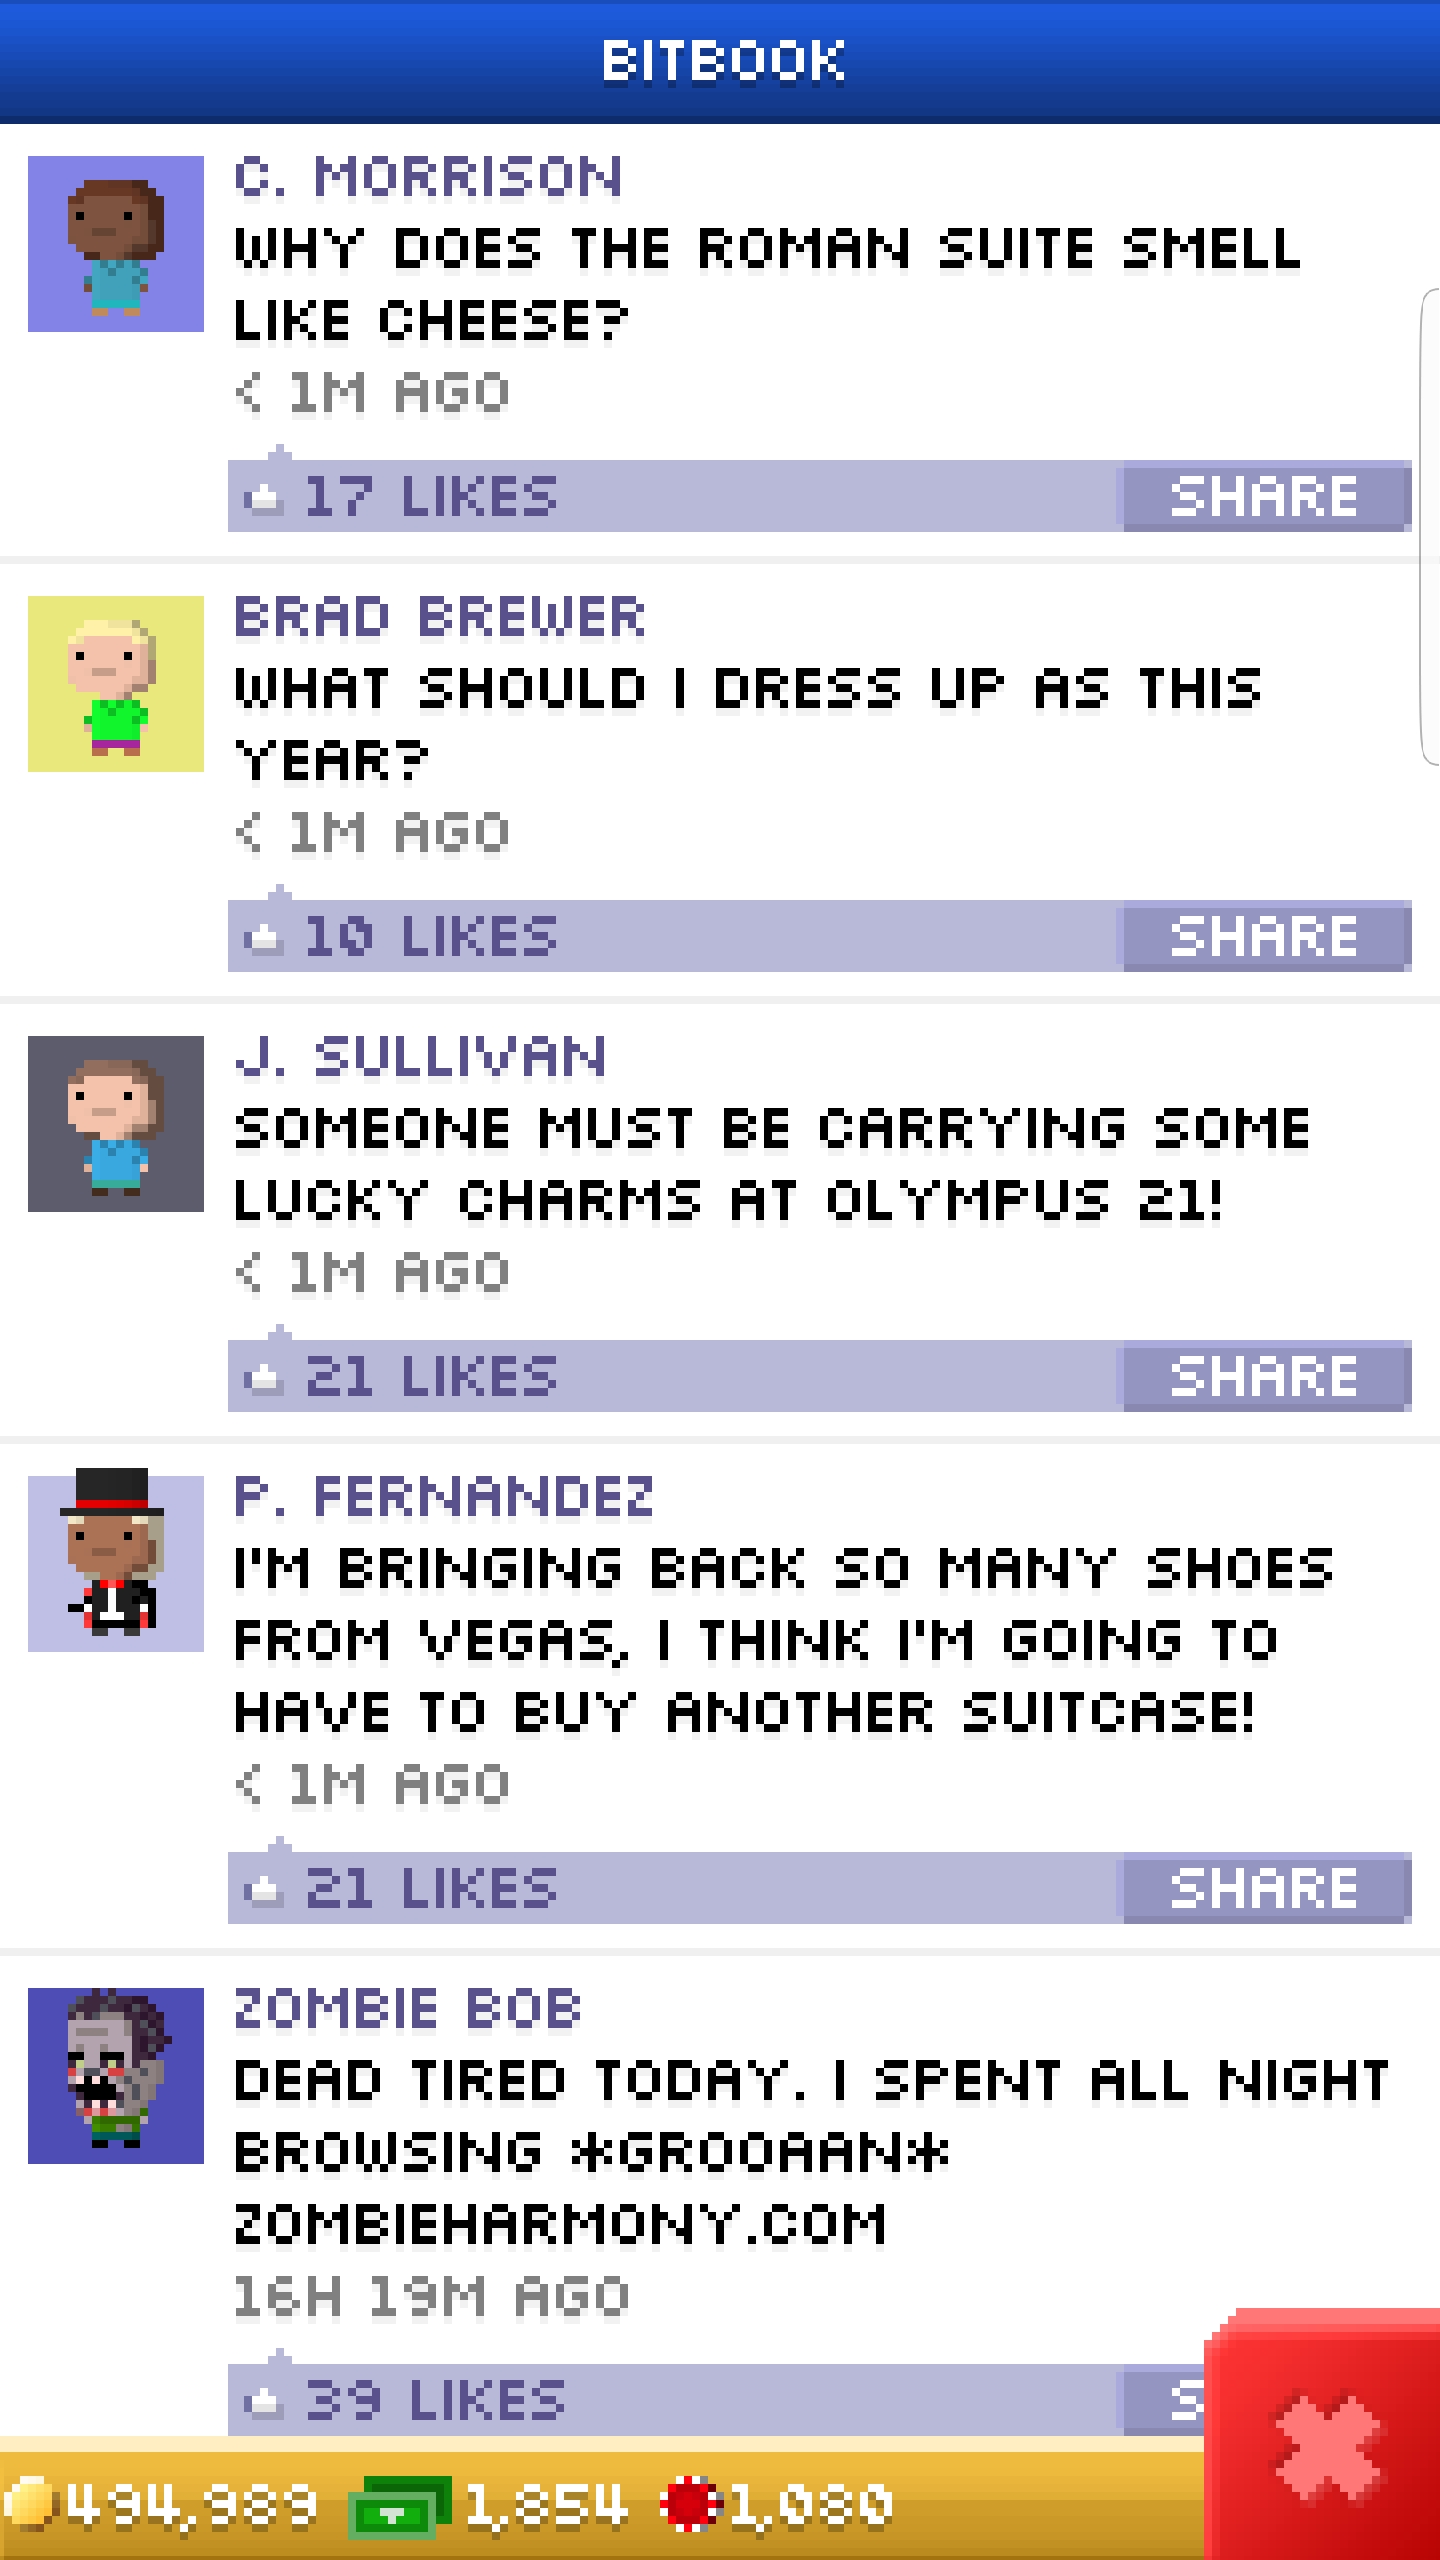 BITBOOK
C. MORRISON
WHY DOES THE ROMAN SUITE SMELL
LIKE CHEESE?
< 1M AGO
17 LIKES
SHARE
BRAD BREWER
WHAT SHOULD I DRESS UP AS THIS
YEAR?
< 1M AGO
10 LIKES
SHARE
J. SULLIVAN
SOMEONE MUST BE CARRYING SOME
LUCKY CHARMS AT OLYMPUS 21!
< 1M AGO
21 LIKES
SHARE
P. FERNANDEZ
I'M BRINGING BACK SO MANY SHOES
FROM VEGAS, I THINK I'M GOING TO
HAVE TO BUY ANOTHER SUITCASE!
< 1M AGO
21 LIKES
SHARE
ZOMBIE BOB
DEAD TIRED TODAY. I SPENT ALL NIGHT
BROWSING *GROOAAN*
ZOMBIEHARMONY.COM
16H 19M AGO
39 LIKES
S
494,989 1,854 1,080